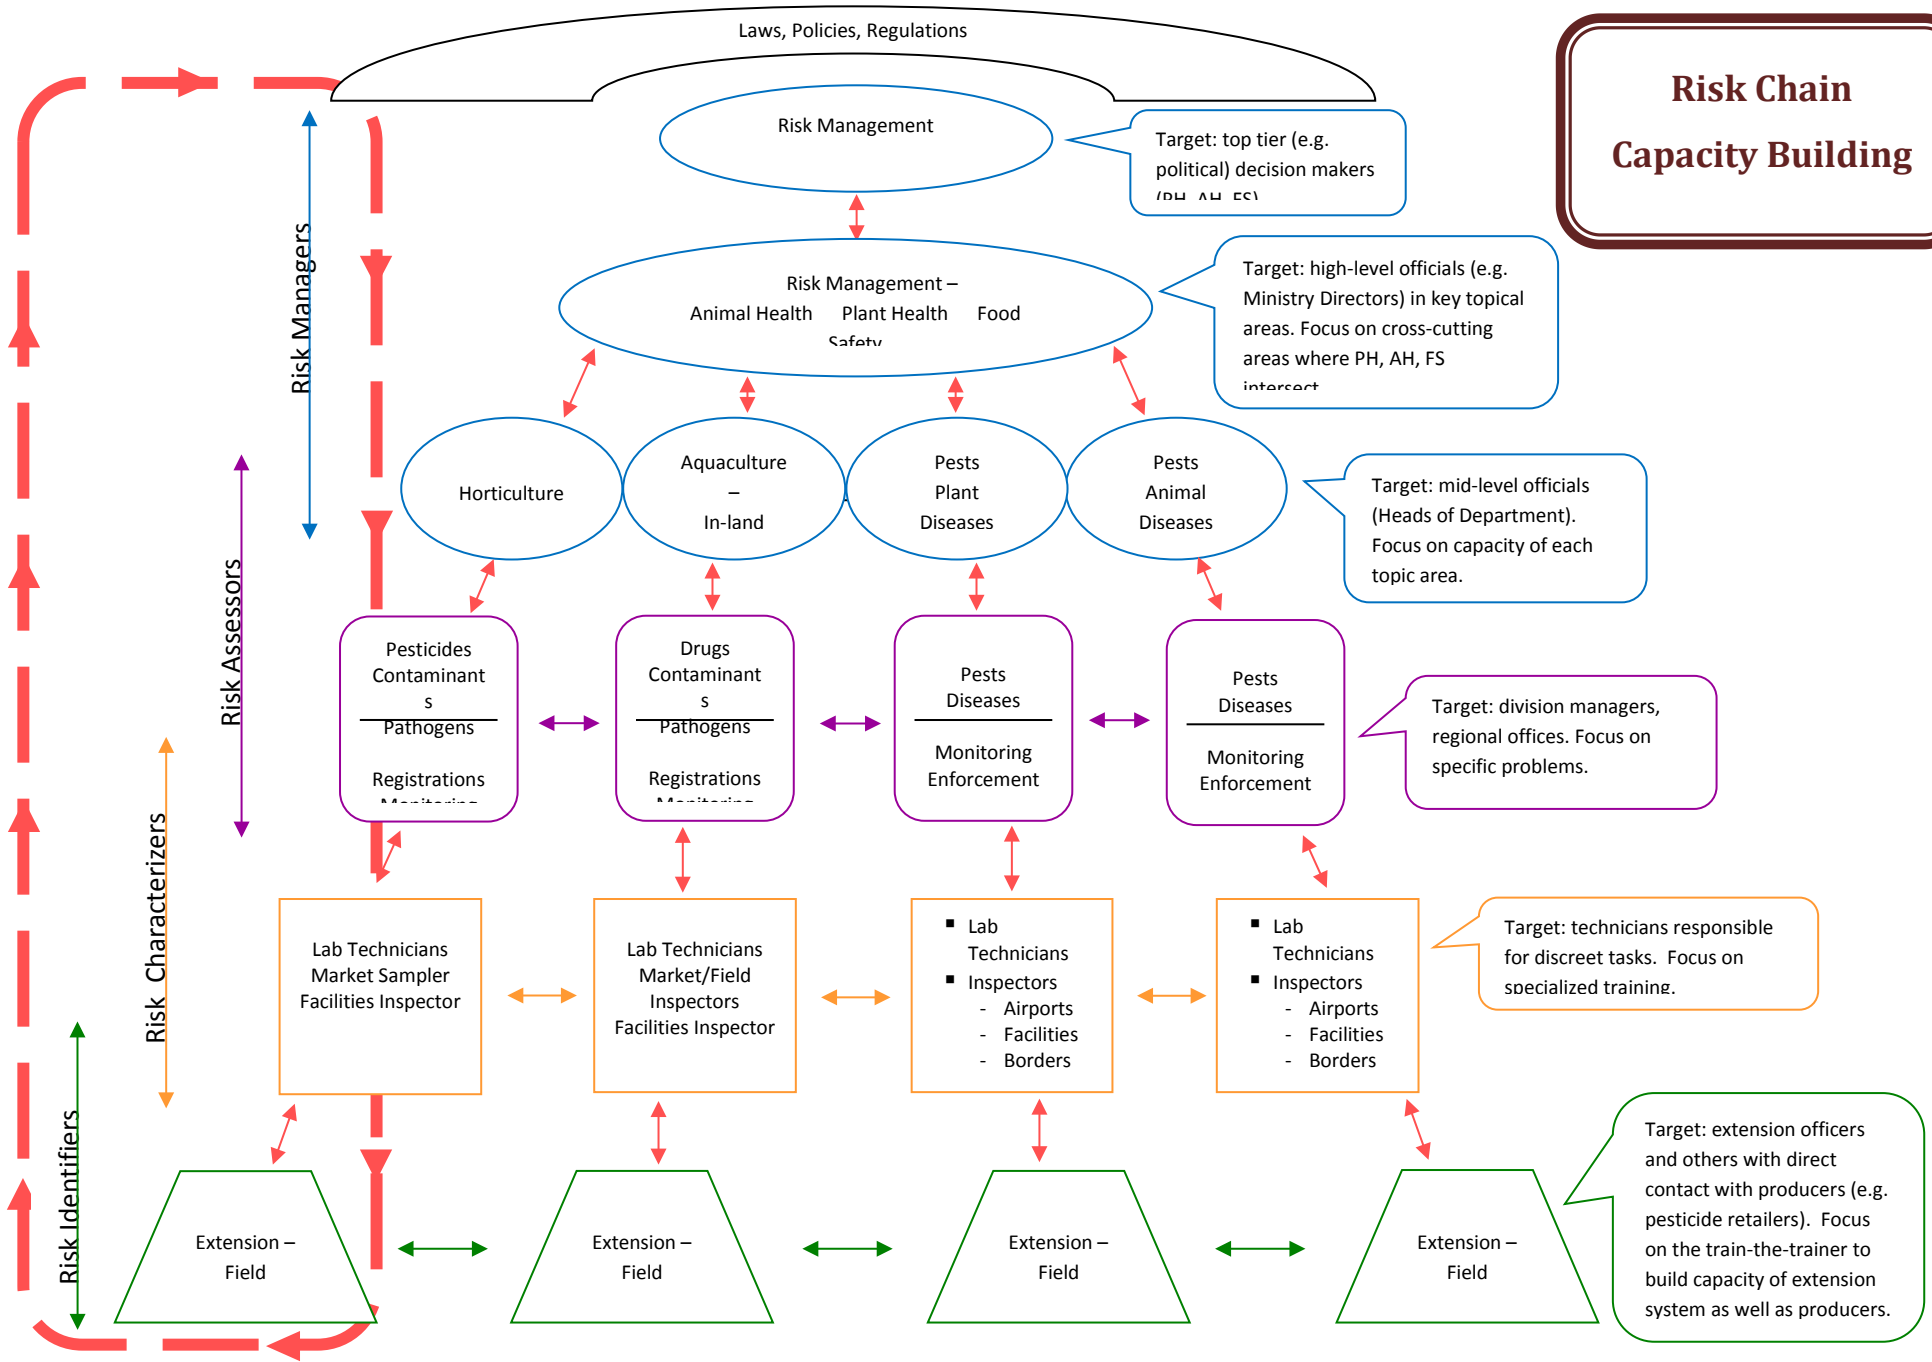 Laws, Policies, Regulations
Risk Chain
Capacity Building
Risk Management
Target: top tier (e.g.
political) decision makers
(PH, AH, FS)
Risk Managers
Risk Management –
Animal Health Plant Health Food
Safety
Target: high-level officials (e.g.
Ministry Directors) in key topical
areas. Focus on cross-cutting
areas where PH, AH, FS
intersect
Horticulture
Aquaculture
–
In-land
Pests
Plant
Diseases
Pests
Animal
Diseases
Target: mid-level officials
(Heads of Department).
Focus on capacity of each
topic area.
Risk Assessors
Pesticides
Contaminant
s
Pathogens
Registrations
Monitoring
Drugs
Contaminant
s
Pathogens
Registrations
Monitoring
Pests
Diseases
Monitoring
Enforcement
Pests
Diseases
Monitoring
Enforcement
Target: division managers,
regional offices. Focus on
specific problems.
Risk Characterizers
Lab Technicians
Market Sampler
Facilities Inspector
Lab Technicians
Market/Field
Inspectors
Facilities Inspector
▪ Lab
Technicians
▪ Inspectors
- Airports
- Facilities
- Borders
▪ Lab
Technicians
▪ Inspectors
- Airports
- Facilities
- Borders
Target: technicians responsible
for discreet tasks. Focus on
specialized training.
Risk Identifiers
Extension –
Field
Extension –
Field
Extension –
Field
Extension –
Field
Target: extension officers
and others with direct
contact with producers (e.g.
pesticide retailers). Focus
on the train-the-trainer to
build capacity of extension
system as well as producers.